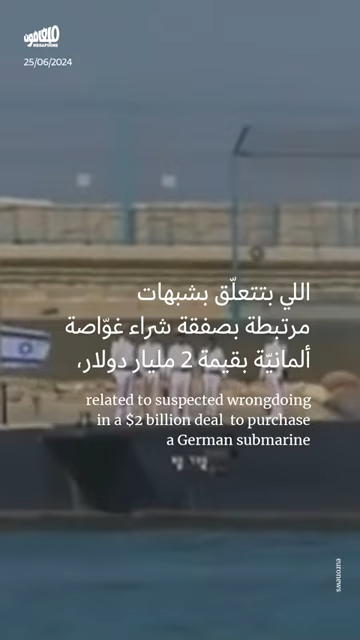 ميغافون
MEGAPHONE
25/06/2024
اللي بتتعلّق بشبهات
مرتبطة بصفقة شراء غوّاصة
ألمانيّة بقيمة 2 مليار دولار،
related to suspected wrongdoing
in a $2 billion deal to purchase
a German submarine
euronews